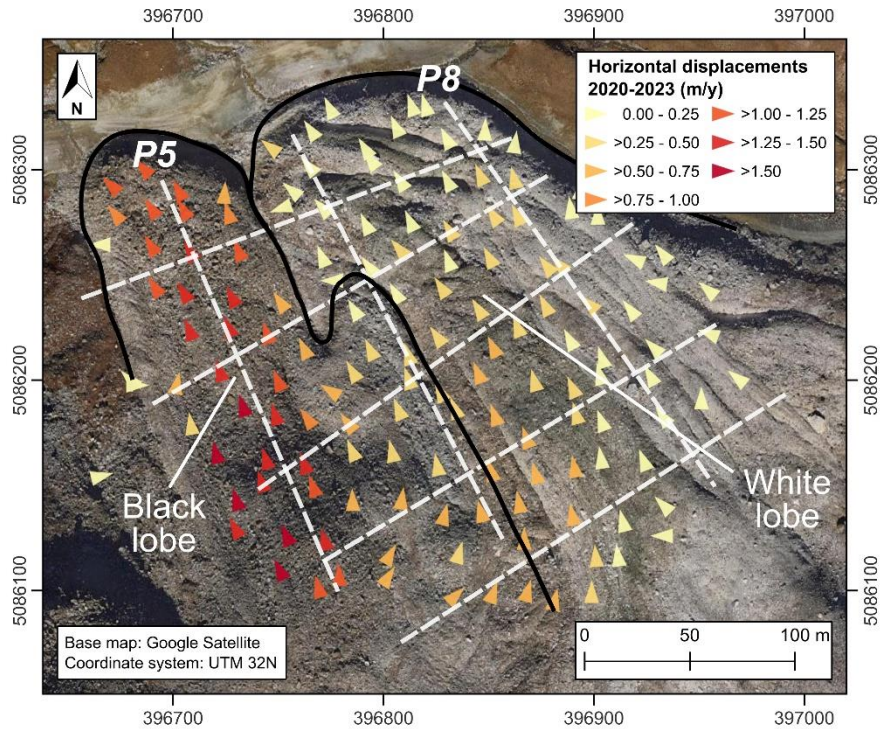 396700 396800 396900 397000
N
P8
P5
Horizontal displacements
2020-2023 (m/y)
0.00 - 0.25
>0.25 - 0.50
>0.50 - 0.75
>0.75 - 1.00
>1.00 - 1.25
>1.25 - 1.50
>1.50
5086300
5086300
5086200
5086200
5086100
5086100
Black
lobe
White
lobe
Base map: Google Satellite
Coordinate system: UTM 32N
0 50 100 m
396700 396800 396900 397000